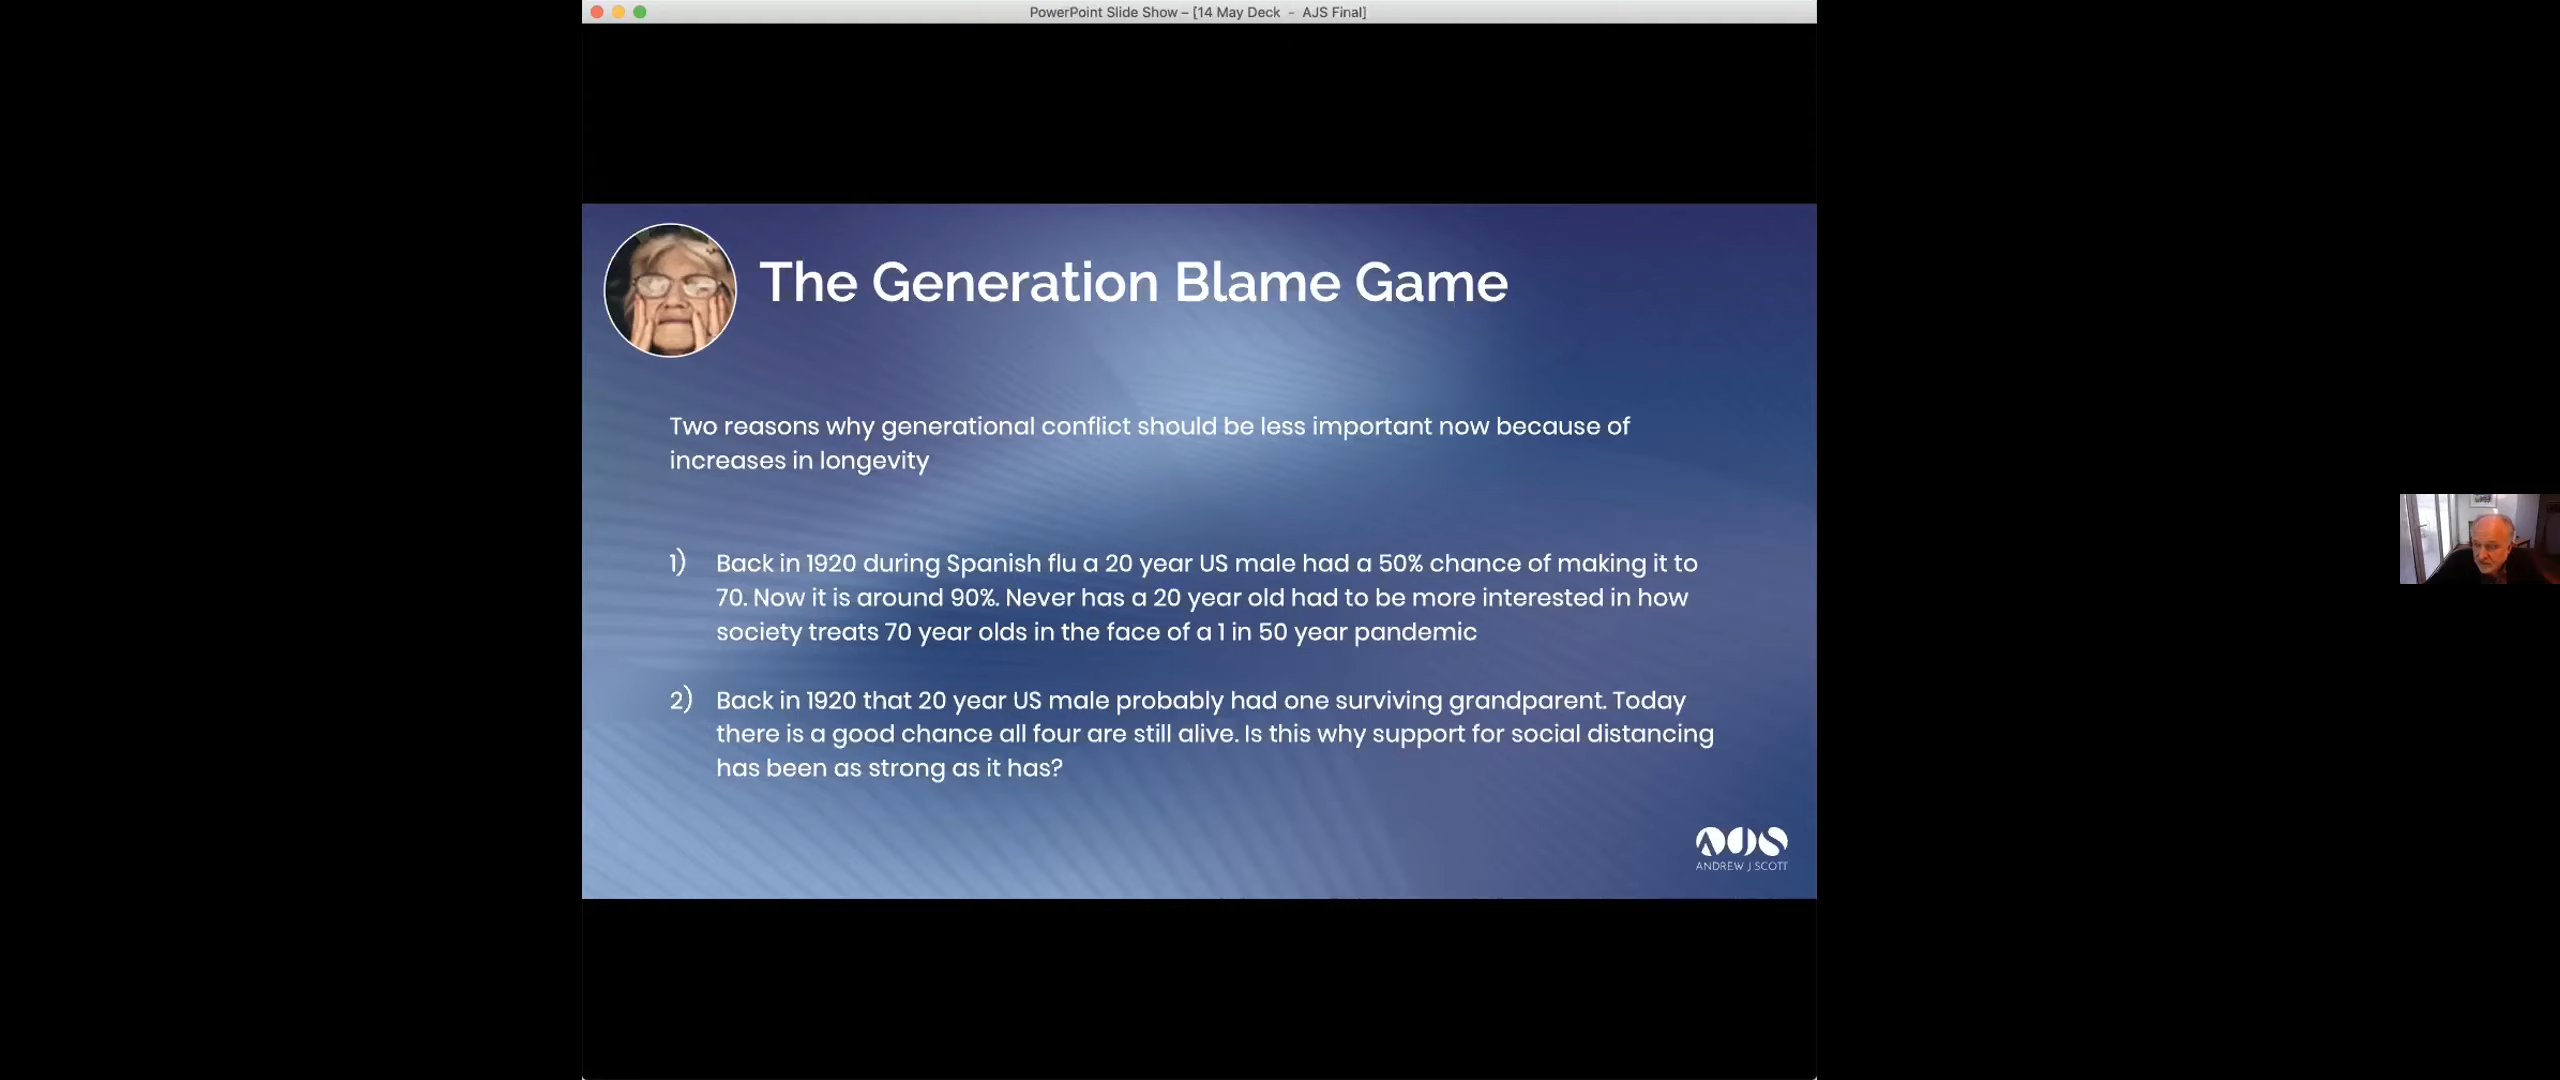 PowerPoint Slide Show – [14 May Deck - AJS Final]
The Generation Blame Game
Two reasons why generational conflict should be less important now because of
increases in longevity
1) Back in 1920 during Spanish flu a 20 year US male had a 50% chance of making it to
70. Now it is around 90%. Never has a 20 year old had to be more interested in how
society treats 70 year olds in the face of a 1 in 50 year pandemic
2) Back in 1920 that 20 year US male probably had one surviving grandparent. Today
there is a good chance all four are still alive. Is this why support for social distancing
has been as strong as it has?
AJS
ANDREW J SCOTT